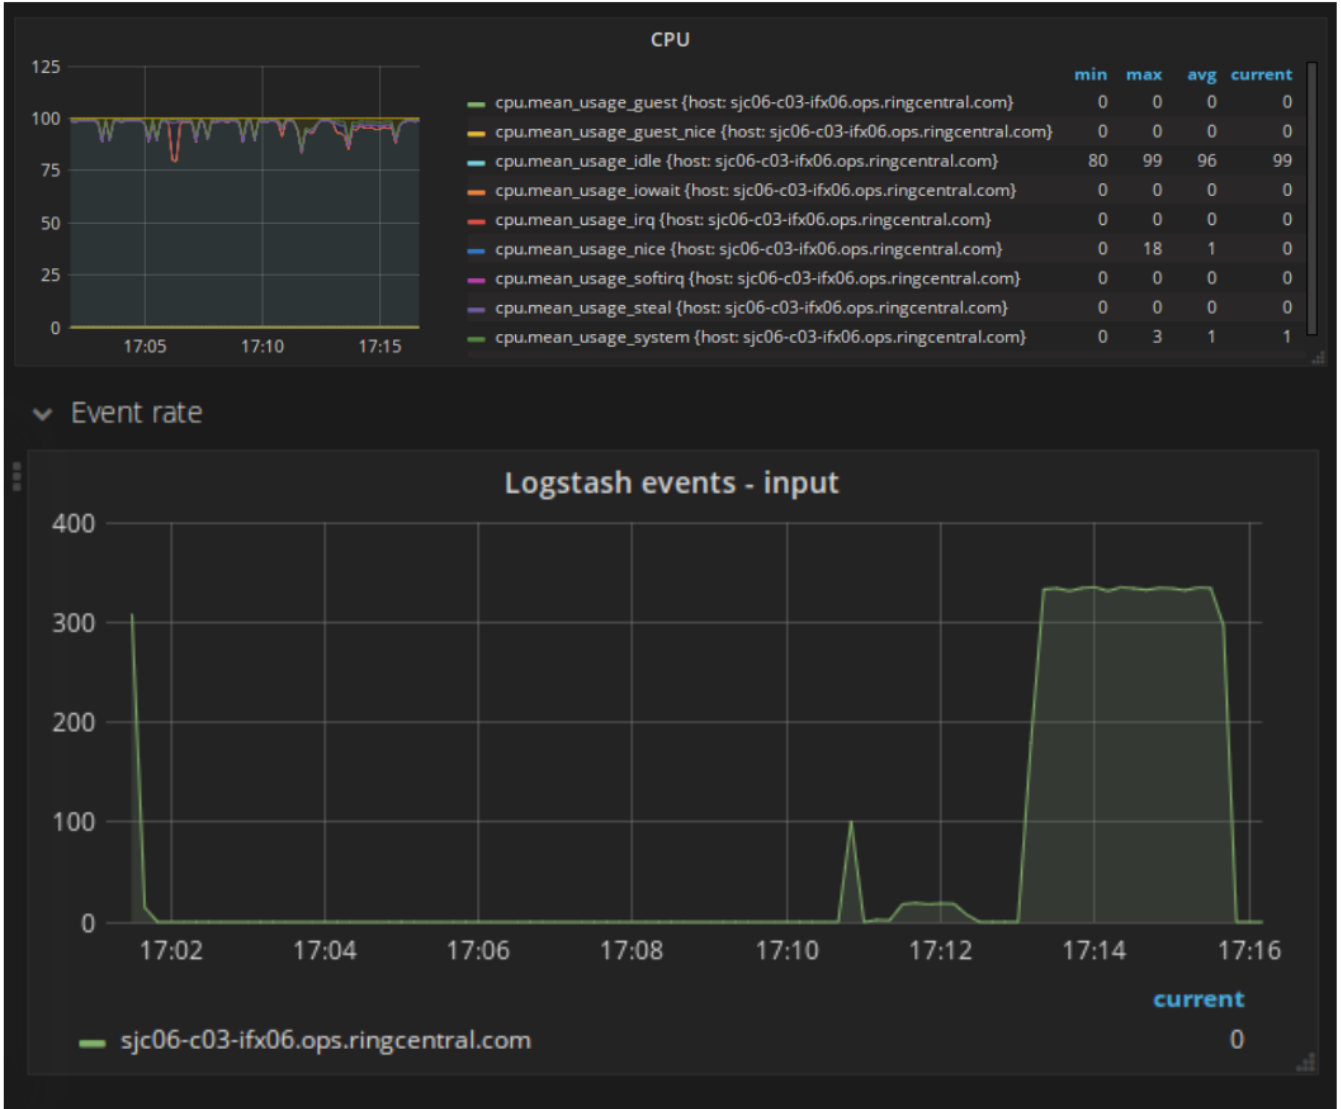 CPU
min max avg current
125
100
75
50
25
0
17:05 17:10 17:15
cpu.mean_usage_guest {host: sjc06-c03-ifx06.ops.ringcentral.com} 0 0 0 0
cpu.mean_usage_guest_nice {host: sjc06-c03-ifx06.ops.ringcentral.com} 0 0 0 0
cpu.mean_usage_idle {host: sjc06-c03-ifx06.ops.ringcentral.com} 80 99 96 99
cpu.mean_usage_iowait {host: sjc06-c03-ifx06.ops.ringcentral.com} 0 0 0 0
cpu.mean_usage_irq {host: sjc06-c03-ifx06.ops.ringcentral.com} 0 0 0 0
cpu.mean_usage_nice {host: sjc06-c03-ifx06.ops.ringcentral.com} 0 18 1 0
cpu.mean_usage_softirq {host: sjc06-c03-ifx06.ops.ringcentral.com} 0 0 0 0
cpu.mean_usage_steal {host: sjc06-c03-ifx06.ops.ringcentral.com} 0 0 0 0
cpu.mean_usage_system {host: sjc06-c03-ifx06.ops.ringcentral.com} 0 3 1 1
Event rate
Logstash events - input
400
300
200
100
0
17:02 17:04 17:06 17:08 17:10 17:12 17:14 17:16
current
sjc06-c03-ifx06.ops.ringcentral.com 0